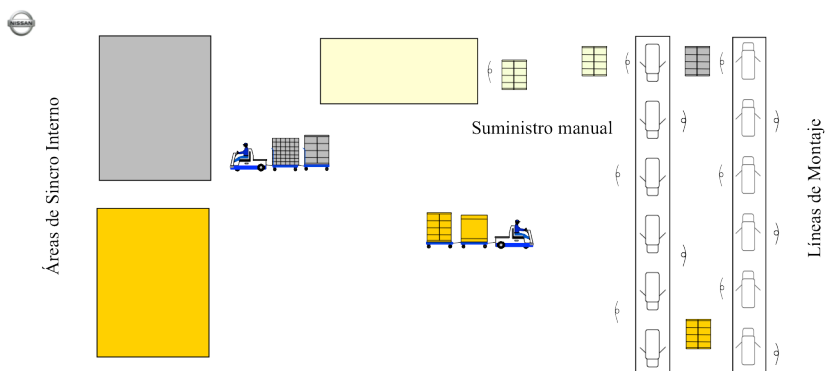 NISSAN
Áreas de Sincro Interno
Suministro manual
Líneas de Montaje